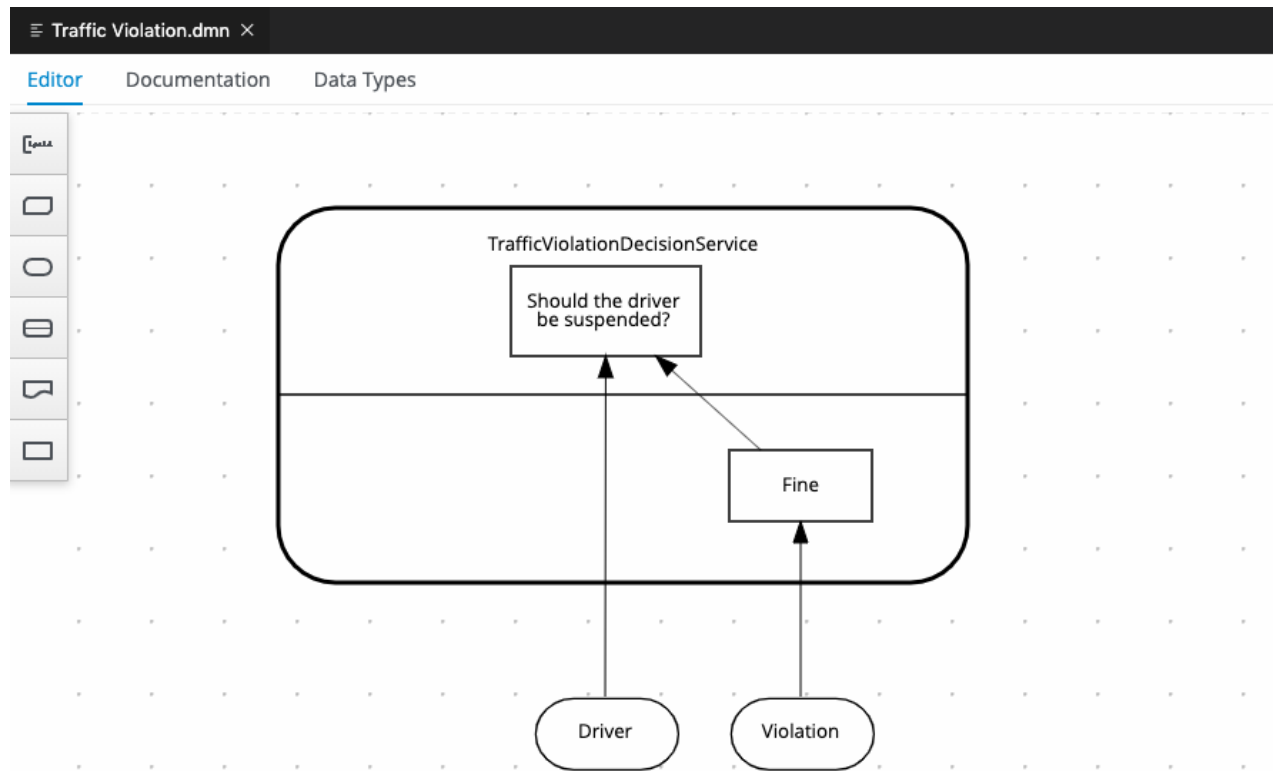 Traffic Violation.dmn
Editor Documentation Data Types
TrafficViolationDecisionService
Should the driver
be suspended?
Fine
Driver Violation